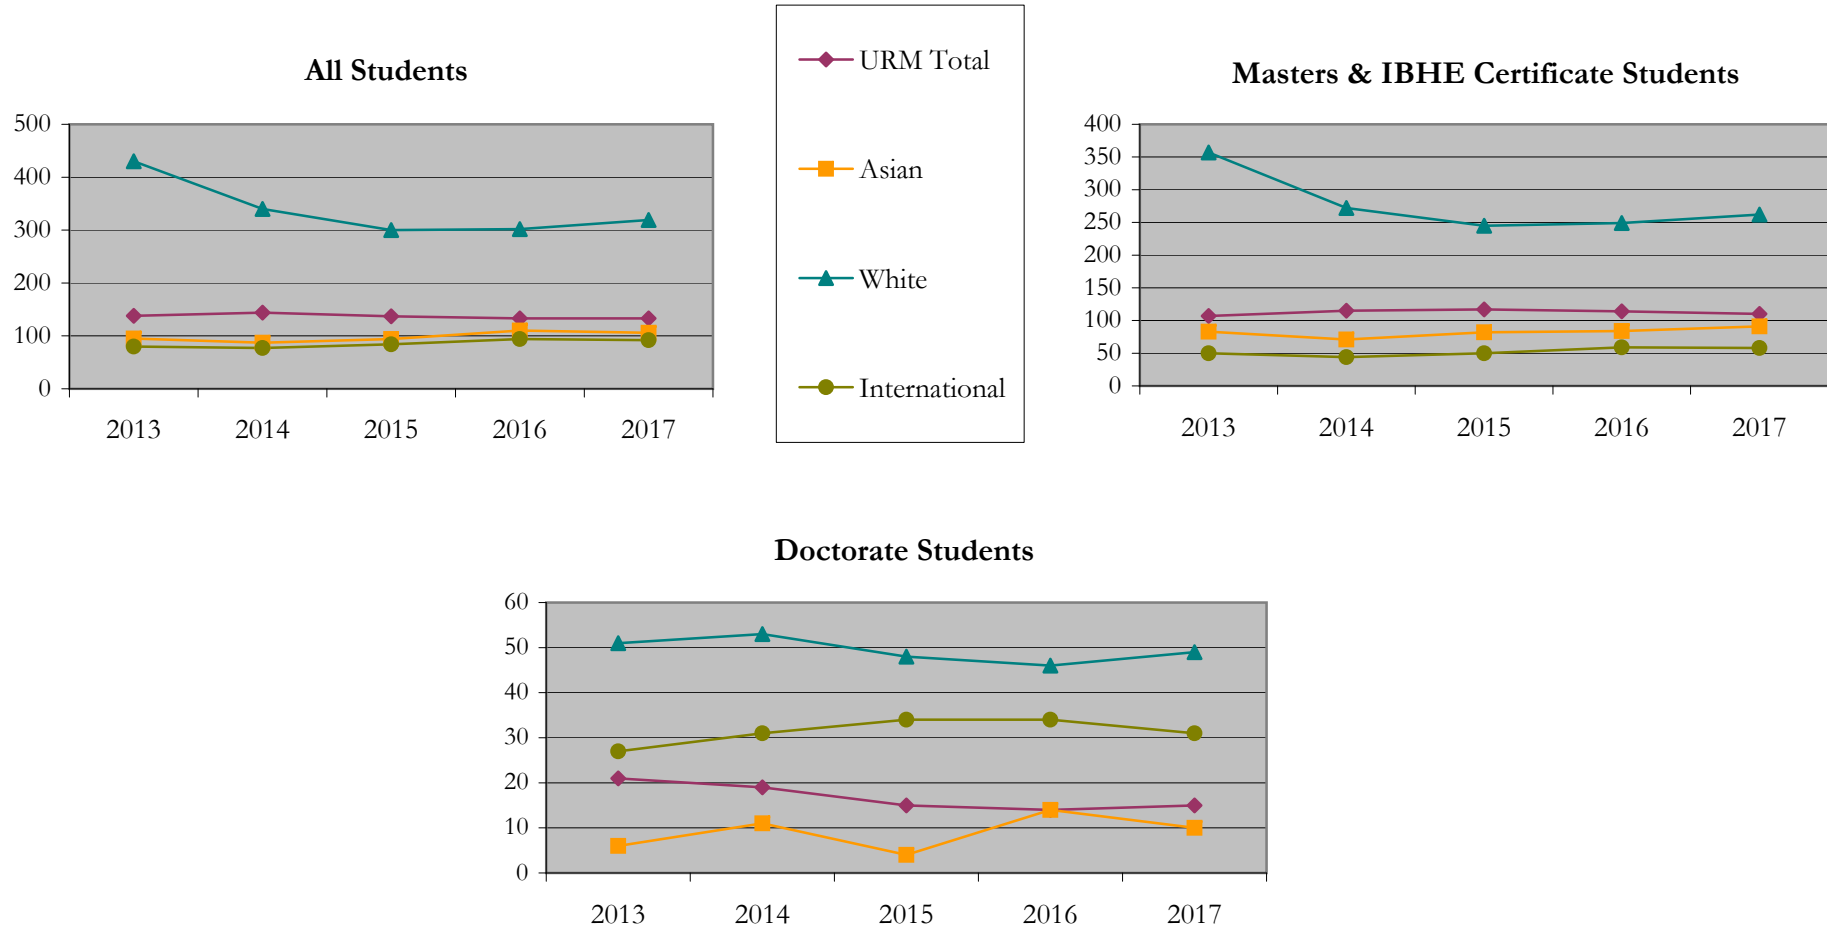 All Students
500
400
300
200
100
0
2013 2014 2015 2016 2017
URM Total
Asian
White
International
Masters & IBHE Certificate Students
400
350
300
250
200
150
100
50
0
2013 2014 2015 2016 2017
Doctorate Students
60
50
40
30
20
10
0
2013 2014 2015 2016 2017